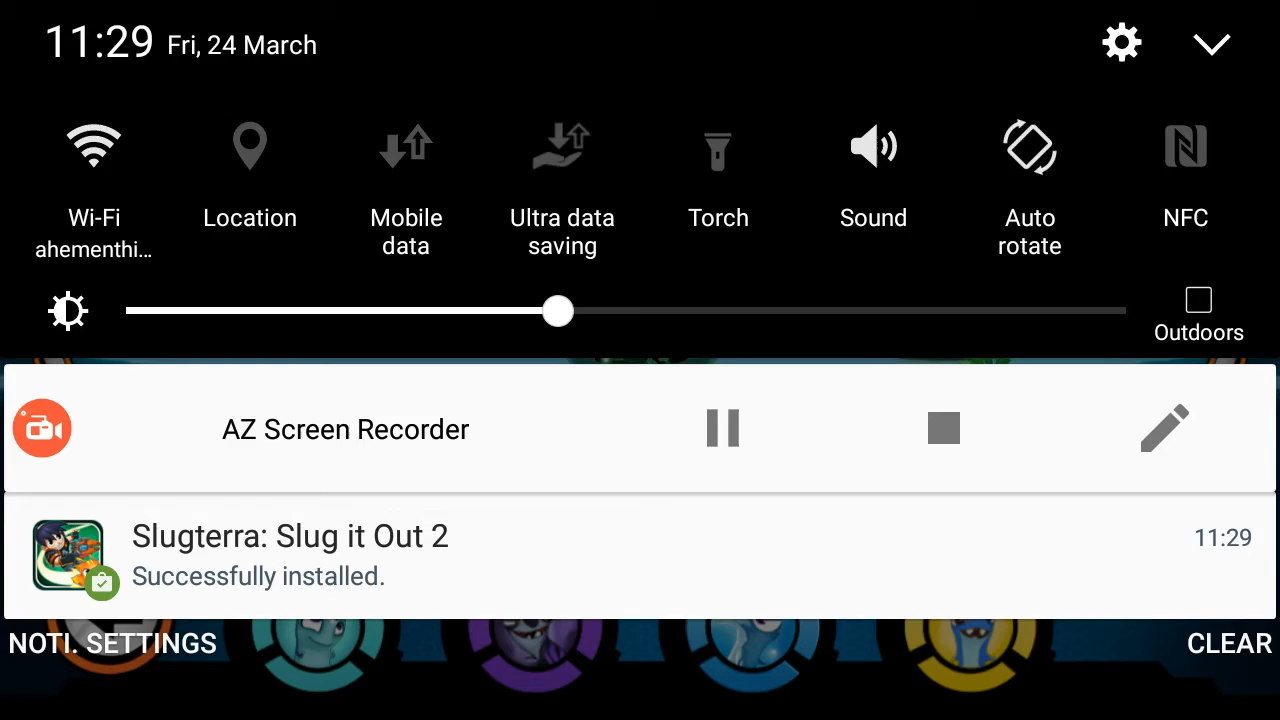 11:29 Fri, 24 March
Wi-Fi
ahementhi...
Location
Mobile
data
Ultra data
saving
Torch
Sound
Auto
rotate
NFC
Outdoors
AZ Screen Recorder
Slugterra: Slug it Out 2
11:29
Successfully installed.
NOTI. SETTINGS
CLEAR